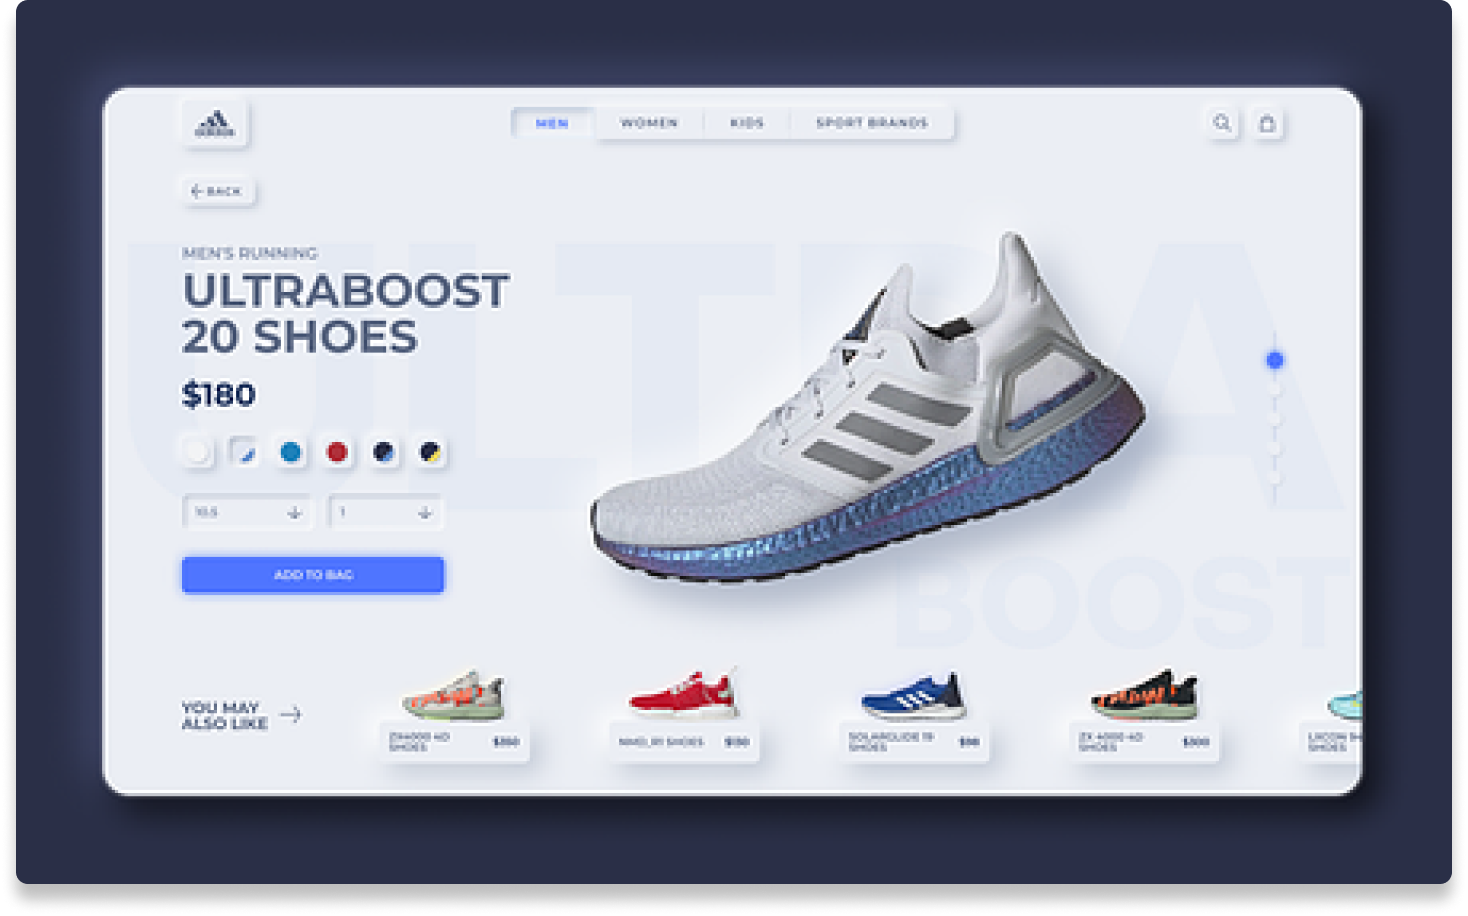 adidas
MEN
WOMEN
KIDS
SPORT BRANDS
BACK
MEN'S RUNNING
ULTRABOOST
20 SHOES
$180
10.5
1
ADD TO BAG
ULTRA
BOOST
YOU MAY
ALSO LIKE
ZX4000 4D
SHOES
$350
NMD_R1 SHOES
$130
SOLARGLIDE 19
SHOES
$98
ZX 4000 4D
SHOES
$300
SHOES